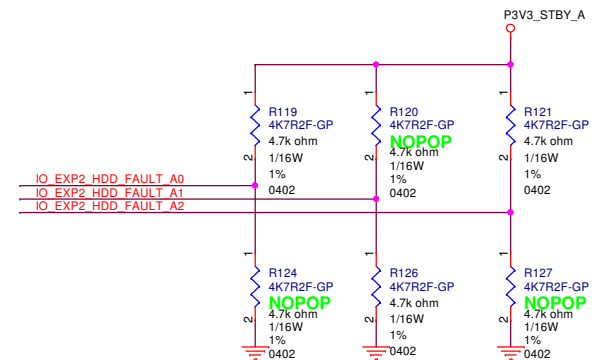 P3V3_STBY_A
1
R119
4K7R2F-GP
4.7k ohm
2
1/16W
1%
0402
1
R120
4K7R2F-GP
NOPOP
4.7k ohm
2
1/16W
1%
0402
1
R121
4K7R2F-GP
4.7k ohm
2
1/16W
1%
0402
IO_EXP2_HDD_FAULT_A0
IO_EXP2_HDD_FAULT_A1
IO_EXP2_HDD_FAULT_A2
1
R124
4K7R2F-GP
NOPOP
4.7k ohm
2
1/16W
1%
0402
1
R126
4K7R2F-GP
4.7k ohm
2
1/16W
1%
0402
1
R127
4K7R2F-GP
NOPOP
4.7k ohm
2
1/16W
1%
0402